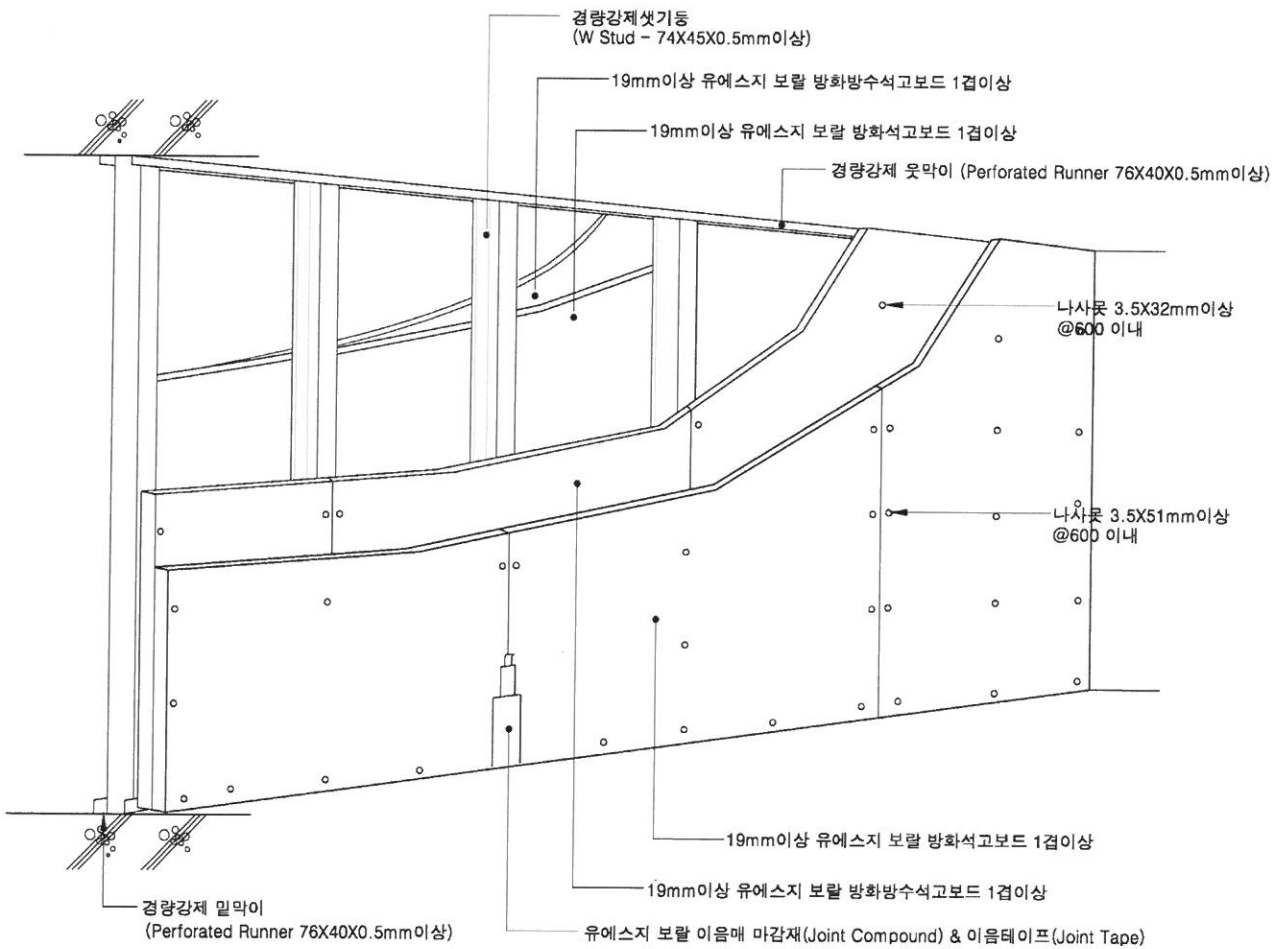 경량강제샛기둥
(W Stud - 74X45X0.5mm이상)
19mm이상 유에스지 보랄 방화방수석고보드 1겹이상
19mm이상 유에스지 보랄 방화석고보드 1겹이상
경량강제 윗막이 (Perforated Runner 76X40X0.5mm이상)
나사못 3.5X32mm이상
@600 이내
나사못 3.5X51mm이상
@600 이내
19mm이상 유에스지 보랄 방화석고보드 1겹이상
19mm이상 유에스지 보랄 방화방수석고보드 1겹이상
경량강제 밑막이
(Perforated Runner 76X40X0.5mm이상)
유에스지 보랄 이음매 마감재(Joint Compound) & 이음테이프(Joint Tape)